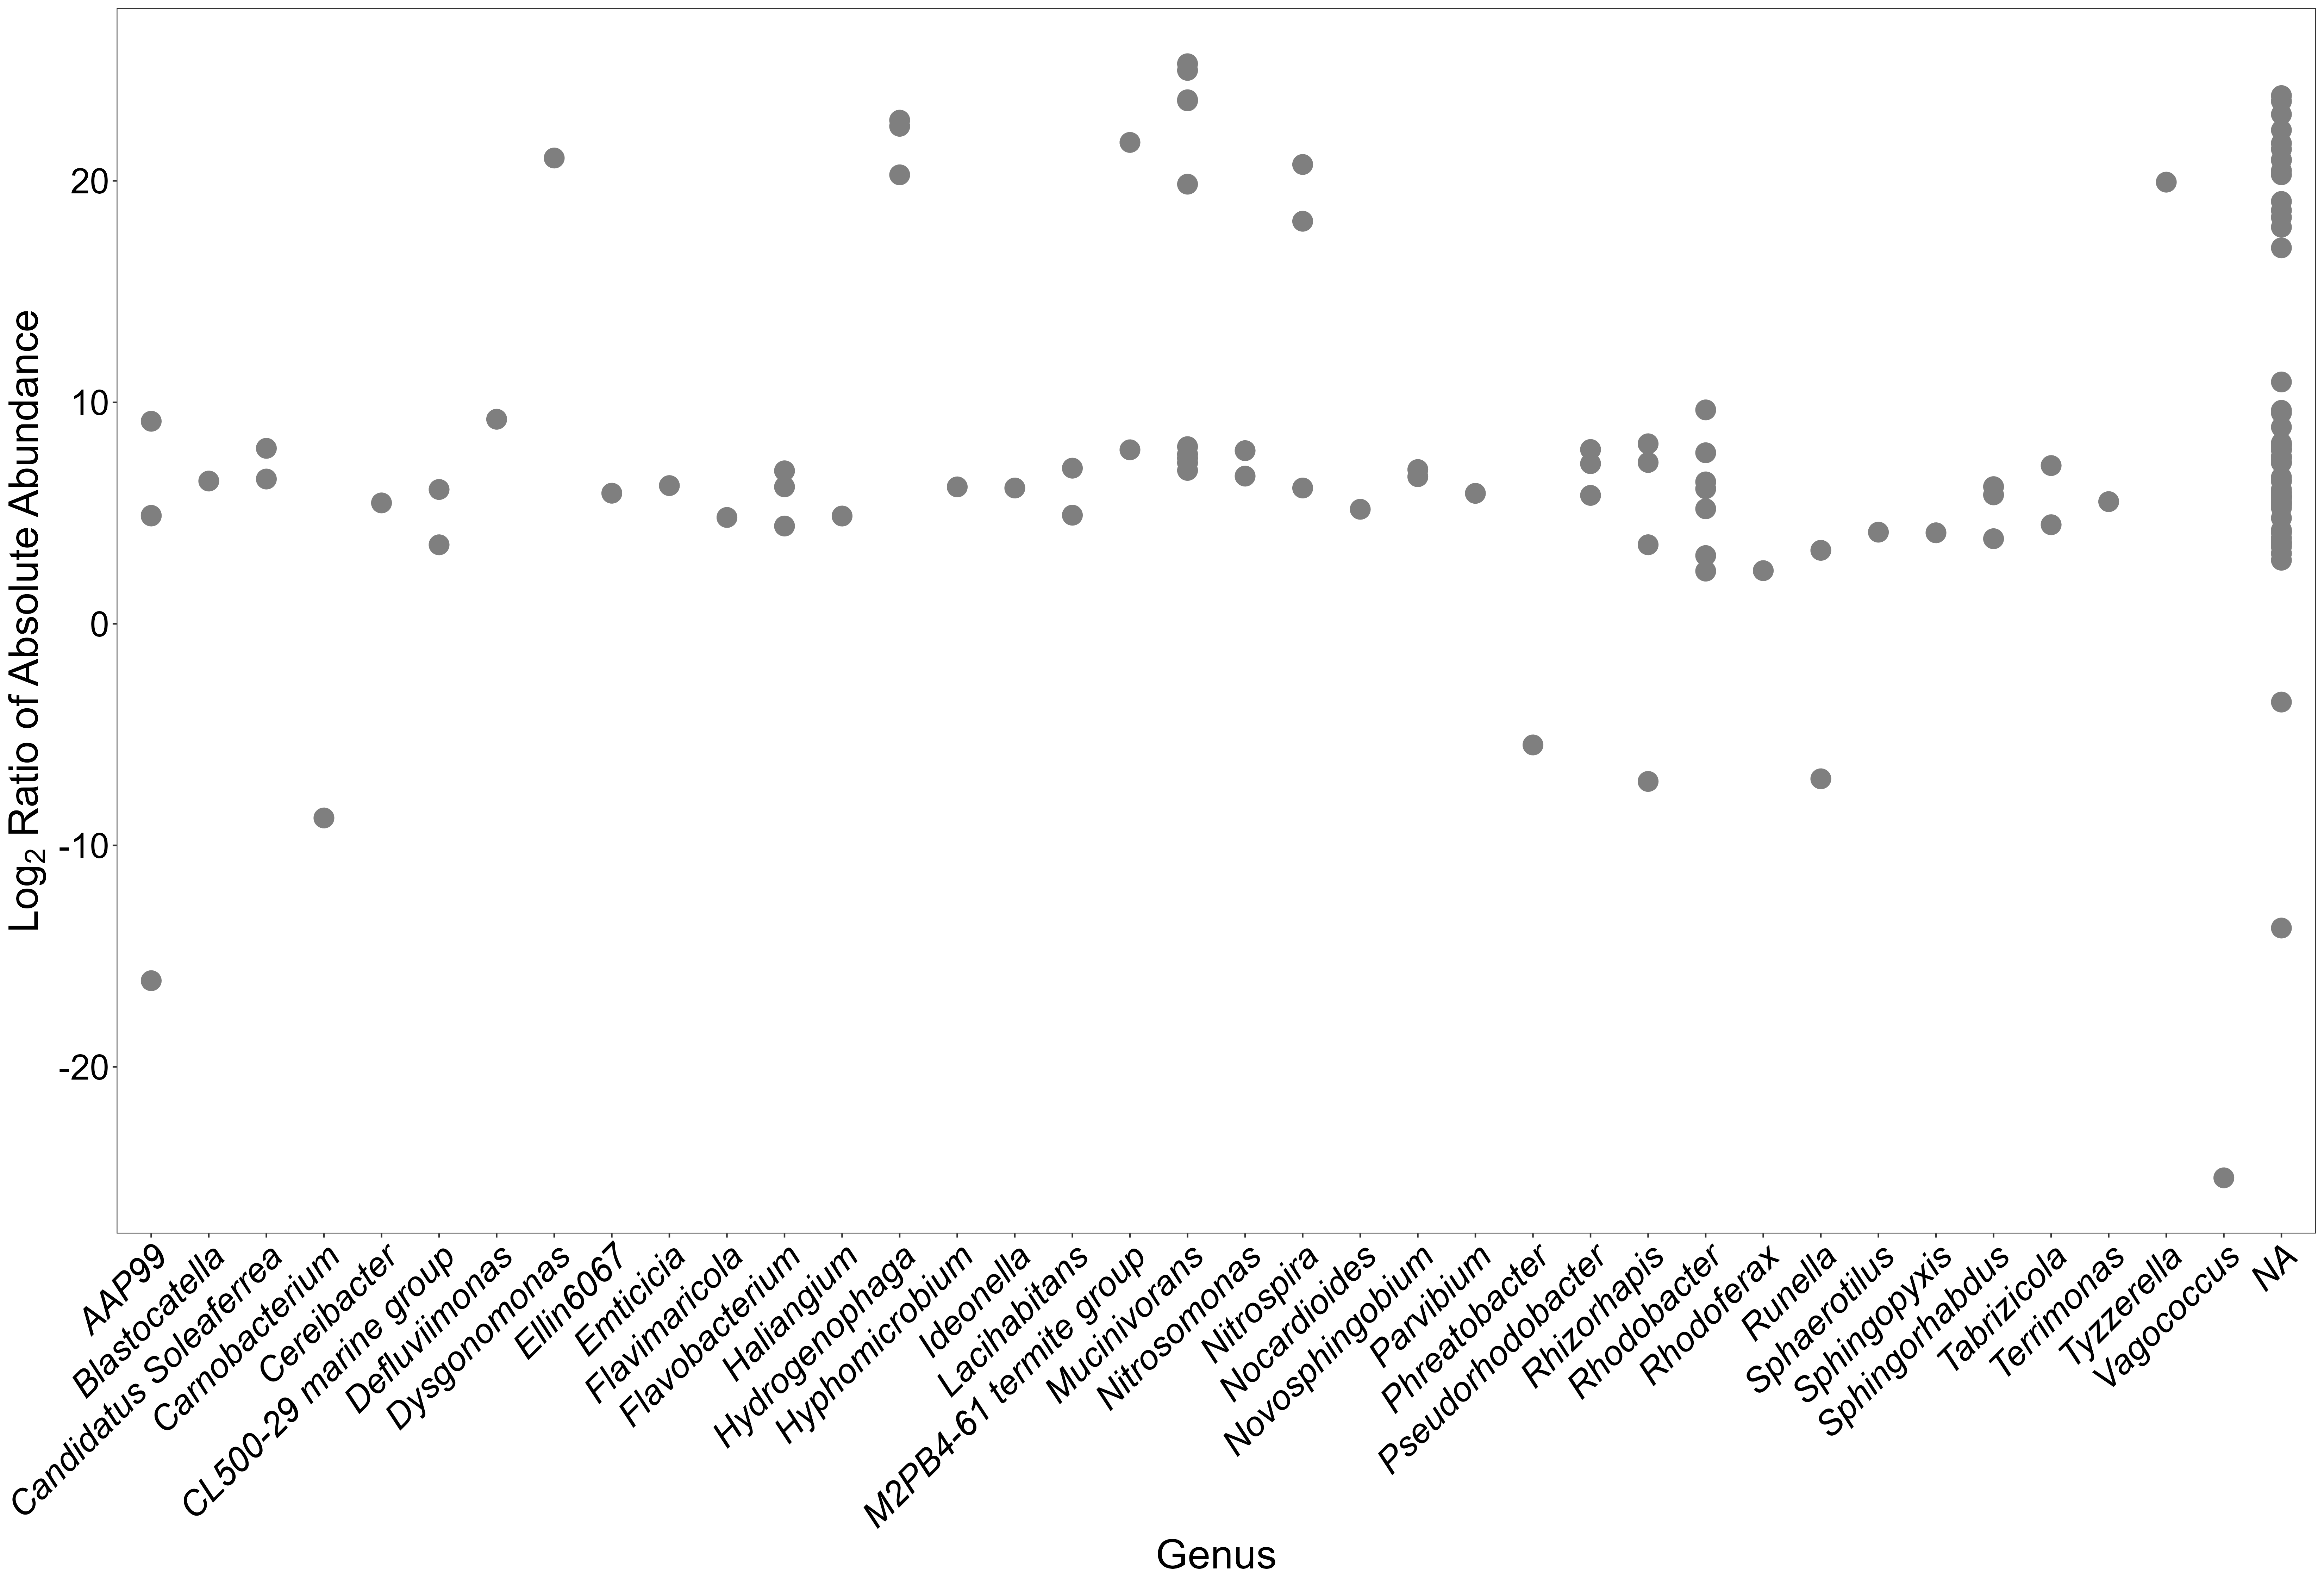 Log2 Ratio of Absolute Abundance
20
10
0
-10
-20
AAP99
Blastocatella
Candidatus Soleaferrea
Carnobacterium
Cereibacter
CL500-29 marine group
Defluviimonas
Dysgonomonas
Ellin6067
Emticicia
Flavimaricola
Flavobacterium
Haliangium
Hydrogenophaga
Hyphomicrobium
Ideonella
Lacihabitans
M2PB4-61 termite group
Mucinivorans
Nitrosomonas
Nitrospira
Nocardioides
Novosphingobium
Parvibium
Phreatobacter
Pseudorhodobacter
Rhizorhapis
Rhodobacter
Rhodoferax
Runella
Sphaerotilus
Sphingopyxis
Sphingorhabdus
Tabrizicola
Terrimonas
Tyzzerella
Vagococcus
NA
Genus